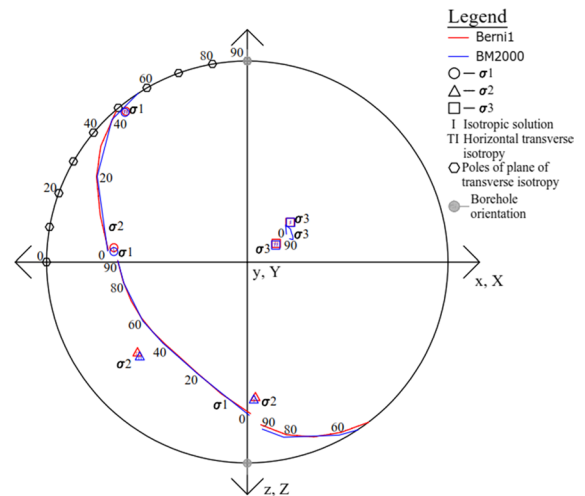 Legend
Berni1
BM2000
— σ1
— σ2
— σ3
I Isotropic solution
TI Horizontal transverse
isotropy
Poles of plane of
transverse isotropy
Borehole
orientation
90
80
60
σ1
40
40
20
20
σ2
σ3
0
σ3
σ3
90
0
0
σ1
90
y, Y
x, X
80
60
σ2
40
20
σ1
σ2
0
90
80
60
z, Z